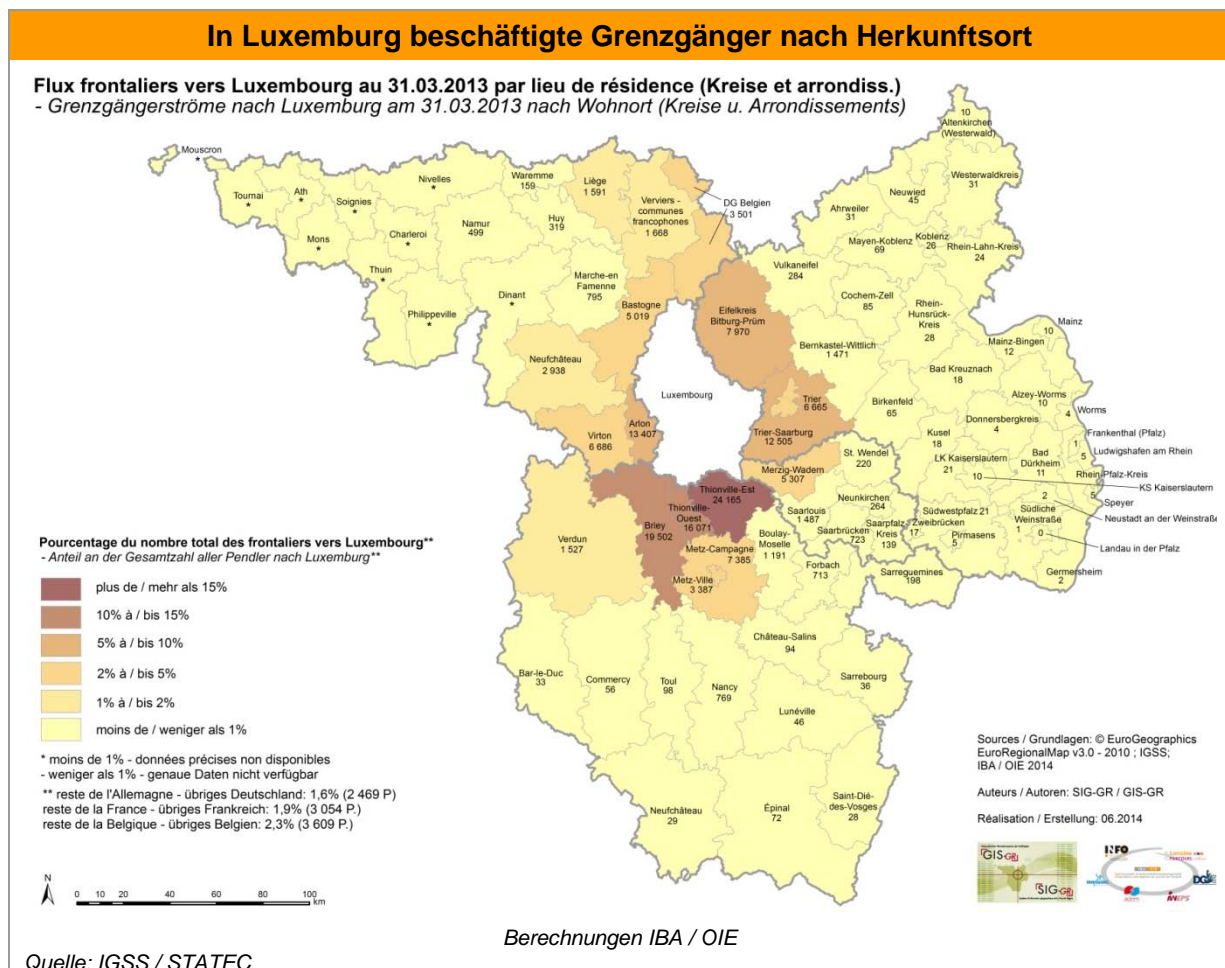 In Luxemburg beschäftigte Grenzgänger nach Herkunftsort
Flux frontaliers vers Luxembourg au 31.03.2013 par lieu de résidence (Kreise et arrondiss.)
- Grenzgängerströme nach Luxemburg am 31.03.2013 nach Wohnort (Kreise u. Arrondissements)
Mouscron
*
Tournai
*
Ath
*
Soignies
*
Mons
*
Nivelles
*
Charleroi
*
Thuin
*
Philippeville
*
Namur
499
Dinant
*
Waremme
159
Huy
319
Marche-en
Famenne
795
Liège
1 591
Verviers -
communes
francophones
1 668
DG Belgien
3 501
Bastogne
5 019
Neufchâteau
2 938
Virton
6 686
Arlon
13 407
Luxembourg
10
Altenkirchen
(Westerwald)
Westerwaldkreis
31
Neuwied
45
Ahrweiler
31
Mayen-Koblenz
69
Koblenz
26
Rhein-Lahn-Kreis
24
Vulkaneifel
284
Cochem-Zell
85
Rhein-
Hunsrück-
Kreis
28
Eifelkreis
Bitburg-Prüm
7 970
Bernkastel-Wittlich
1 471
Mainz
10
Mainz-Bingen
12
Bad Kreuznach
18
Trier
6 665
Trier-Saarburg
12 505
Birkenfeld
65
Alzey-Worms
10
Worms
4
Donnersbergkreis
4
Kusel
18
Frankenthal (Pfalz)
1
Ludwigshafen am Rhein
5
LK Kaiserslautern
21
Bad
Dürkheim
11
Rhein-Pfalz-Kreis
5
KS Kaiserslautern
10
Speyer
Neustadt an der Weinstraße
2
Südliche
Weinstraße
1
Landau in der Pfalz
0
Germersheim
2
Südwestpfalz 21
Zweibrücken
17
Pirmasens
5
Merzig-Wadern
5 307
St. Wendel
220
Neunkirchen
264
Saarlouis
1 487
Saarbrücken
723
Saarpfalz
Kreis
139
Thionville-Est
24 165
Thionville-
Ouest
16 071
Briey
19 502
Verdun
1 527
Metz-Campagne
7 385
Metz-Ville
3 387
Boulay-
Moselle
1 191
Forbach
713
Sarreguemines
198
Château-Salins
94
Sarrebourg
36
Bar-le-Duc
33
Commercy
56
Toul
98
Nancy
769
Lunéville
46
Neufchâteau
29
Épinal
72
Saint-Dié-
des-Vosges
28
Pourcentage du nombre total des frontaliers vers Luxembourg**
- Anteil an der Gesamtzahl aller Pendler nach Luxemburg**
plus de / mehr als 15%
10% à / bis 15%
5% à / bis 10%
2% à / bis 5%
1% à / bis 2%
moins de / weniger als 1%
* moins de 1% - données précises non disponibles
- weniger als 1% - genaue Daten nicht verfügbar
** reste de l'Allemagne - übriges Deutschland: 1,6% (2 469 P)
reste de la France - übriges Frankreich: 1,9% (3 054 P.)
reste de la Belgique - übriges Belgien: 2,3% (3 609 P.)
N
0 10 20 40 60 80 100
km
Sources / Grundlagen: © EuroGeographics
EuroRegionalMap v3.0 - 2010 ; IGSS;
IBA / OIE 2014
Auteurs / Autoren: SIG-GR / GIS-GR
Réalisation / Erstellung: 06.2014
GIS-GR
SIG-GR
INFO
Berechnungen IBA / OIE
Quelle: IGSS / STATEC